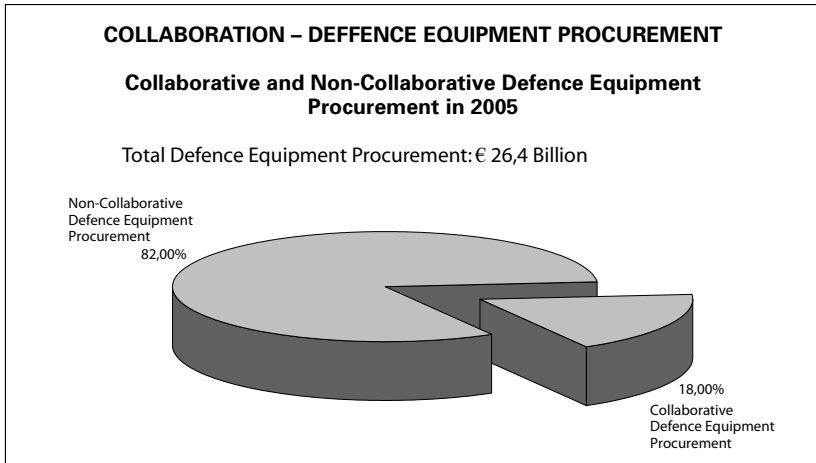 COLLABORATION – DEFFENCE EQUIPMENT PROCUREMENT
Collaborative and Non-Collaborative Defence Equipment
Procurement in 2005
Total Defence Equipment Procurement: € 26,4 Billion
Non-Collaborative
Defence Equipment
Procurement
82,00%
18,00%
Collaborative
Defence Equipment
Procurement